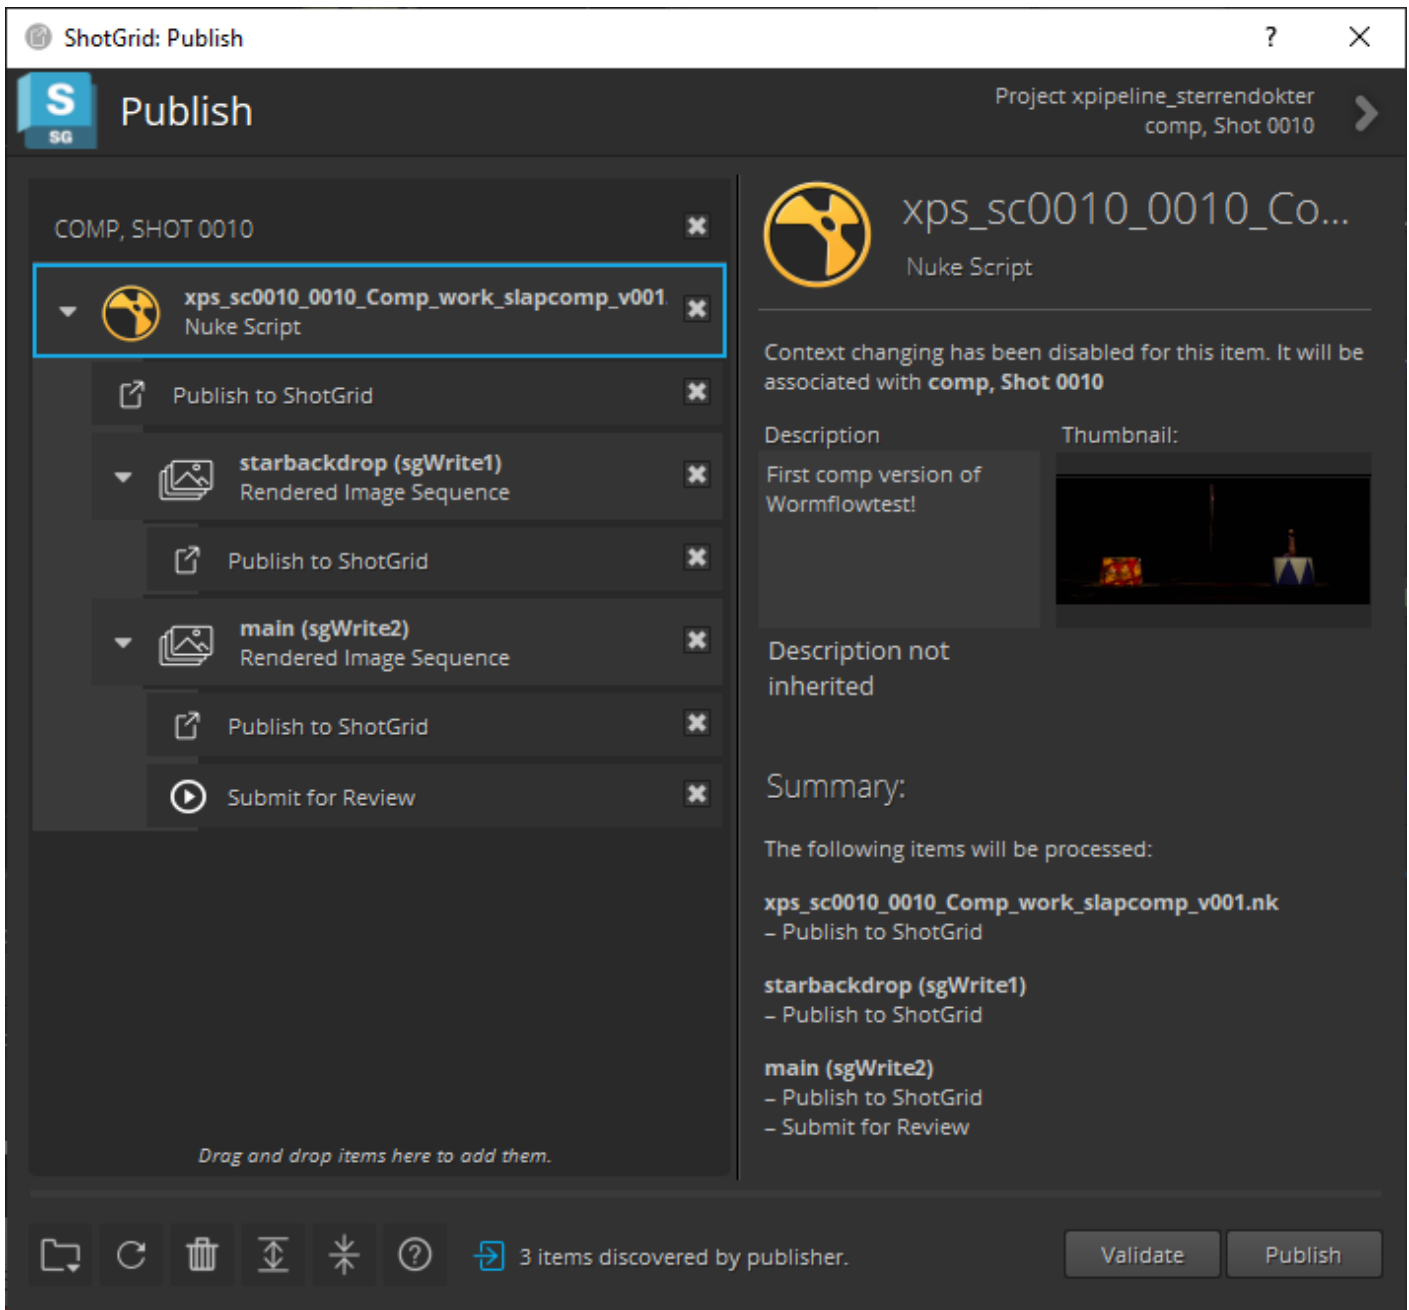 ShotGrid: Publish
?
S
SG
Publish
Project xpipeline_sterrendokter
comp, Shot 0010
COMP, SHOT 0010
xps_sc0010_0010_Comp_work_slapcomp_v001.
Nuke Script
Publish to ShotGrid
starbackdrop (sgWrite1)
Rendered Image Sequence
Publish to ShotGrid
main (sgWrite2)
Rendered Image Sequence
Publish to ShotGrid
Submit for Review
Drag and drop items here to add them.
xps_sc0010_0010_Co...
Nuke Script
Context changing has been disabled for this item. It will be
associated with comp, Shot 0010
Description
Thumbnail:
First comp version of
Wormflowtest!
Description not
inherited
Summary:
The following items will be processed:
xps_sc0010_0010_Comp_work_slapcomp_v001.nk
– Publish to ShotGrid
starbackdrop (sgWrite1)
– Publish to ShotGrid
main (sgWrite2)
– Publish to ShotGrid
– Submit for Review
?
3 items discovered by publisher.
Validate
Publish